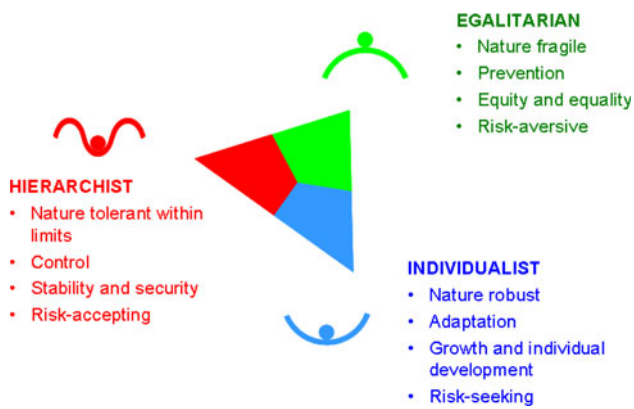 EGALITARIAN
• Nature fragile
• Prevention
• Equity and equality
• Risk-aversive
HIERARCHIST
• Nature tolerant within
limits
• Control
• Stability and security
• Risk-accepting
INDIVIDUALIST
• Nature robust
• Adaptation
• Growth and individual
development
• Risk-seeking